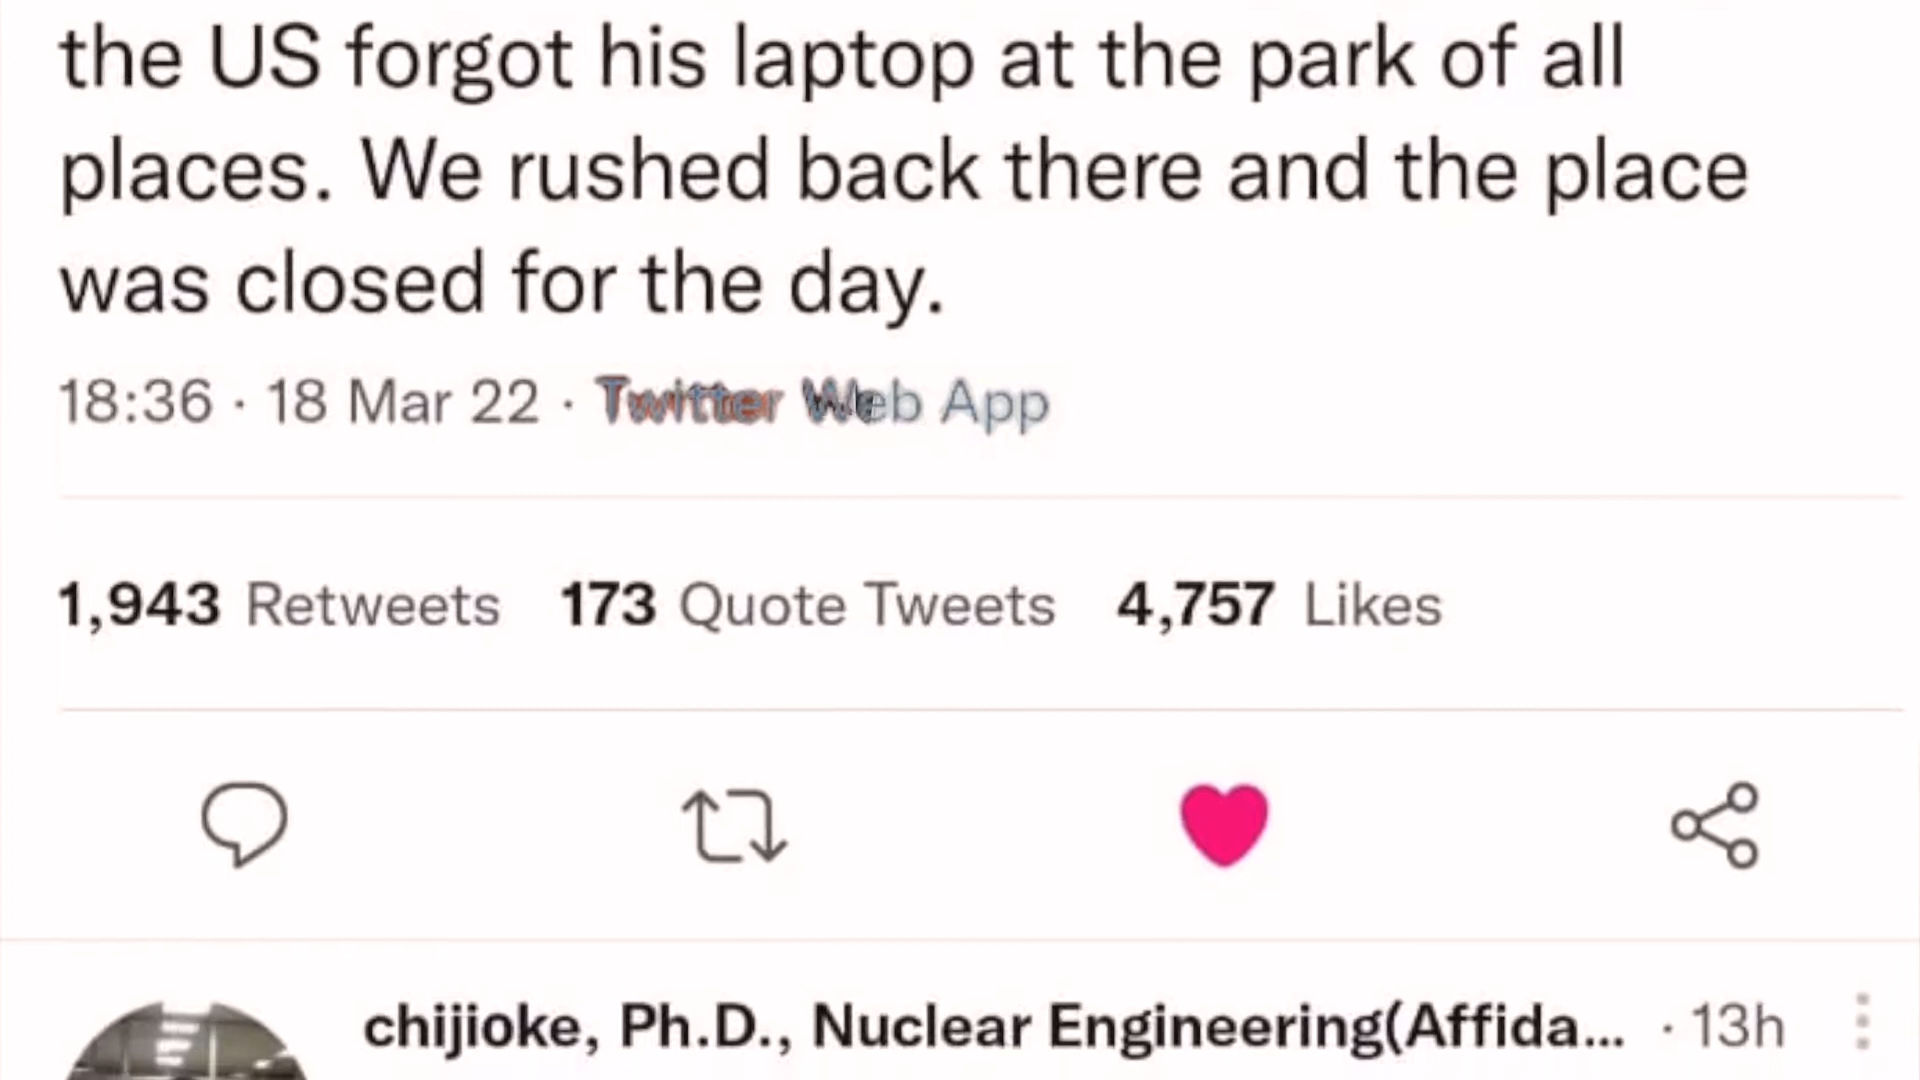 the US forgot his laptop at the park of all
places. We rushed back there and the place
was closed for the day.
18:36 · 18 Mar 22 · Twitter Web App
1,943 Retweets 173 Quote Tweets 4,757 Likes
chijioke, Ph.D., Nuclear Engineering(Affida... · 13h